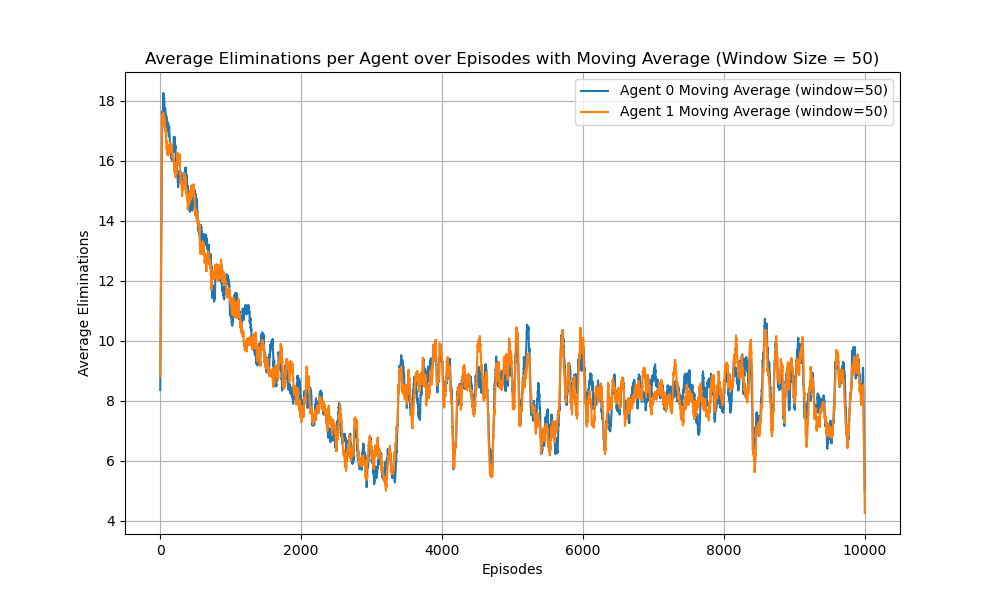 Average Eliminations per Agent over Episodes with Moving Average (Window Size = 50)
Agent 0 Moving Average (window=50)
Agent 1 Moving Average (window=50)
18
16
14
12
10
8
6
4
Average Eliminations
0
2000
4000
6000
8000
10000
Episodes